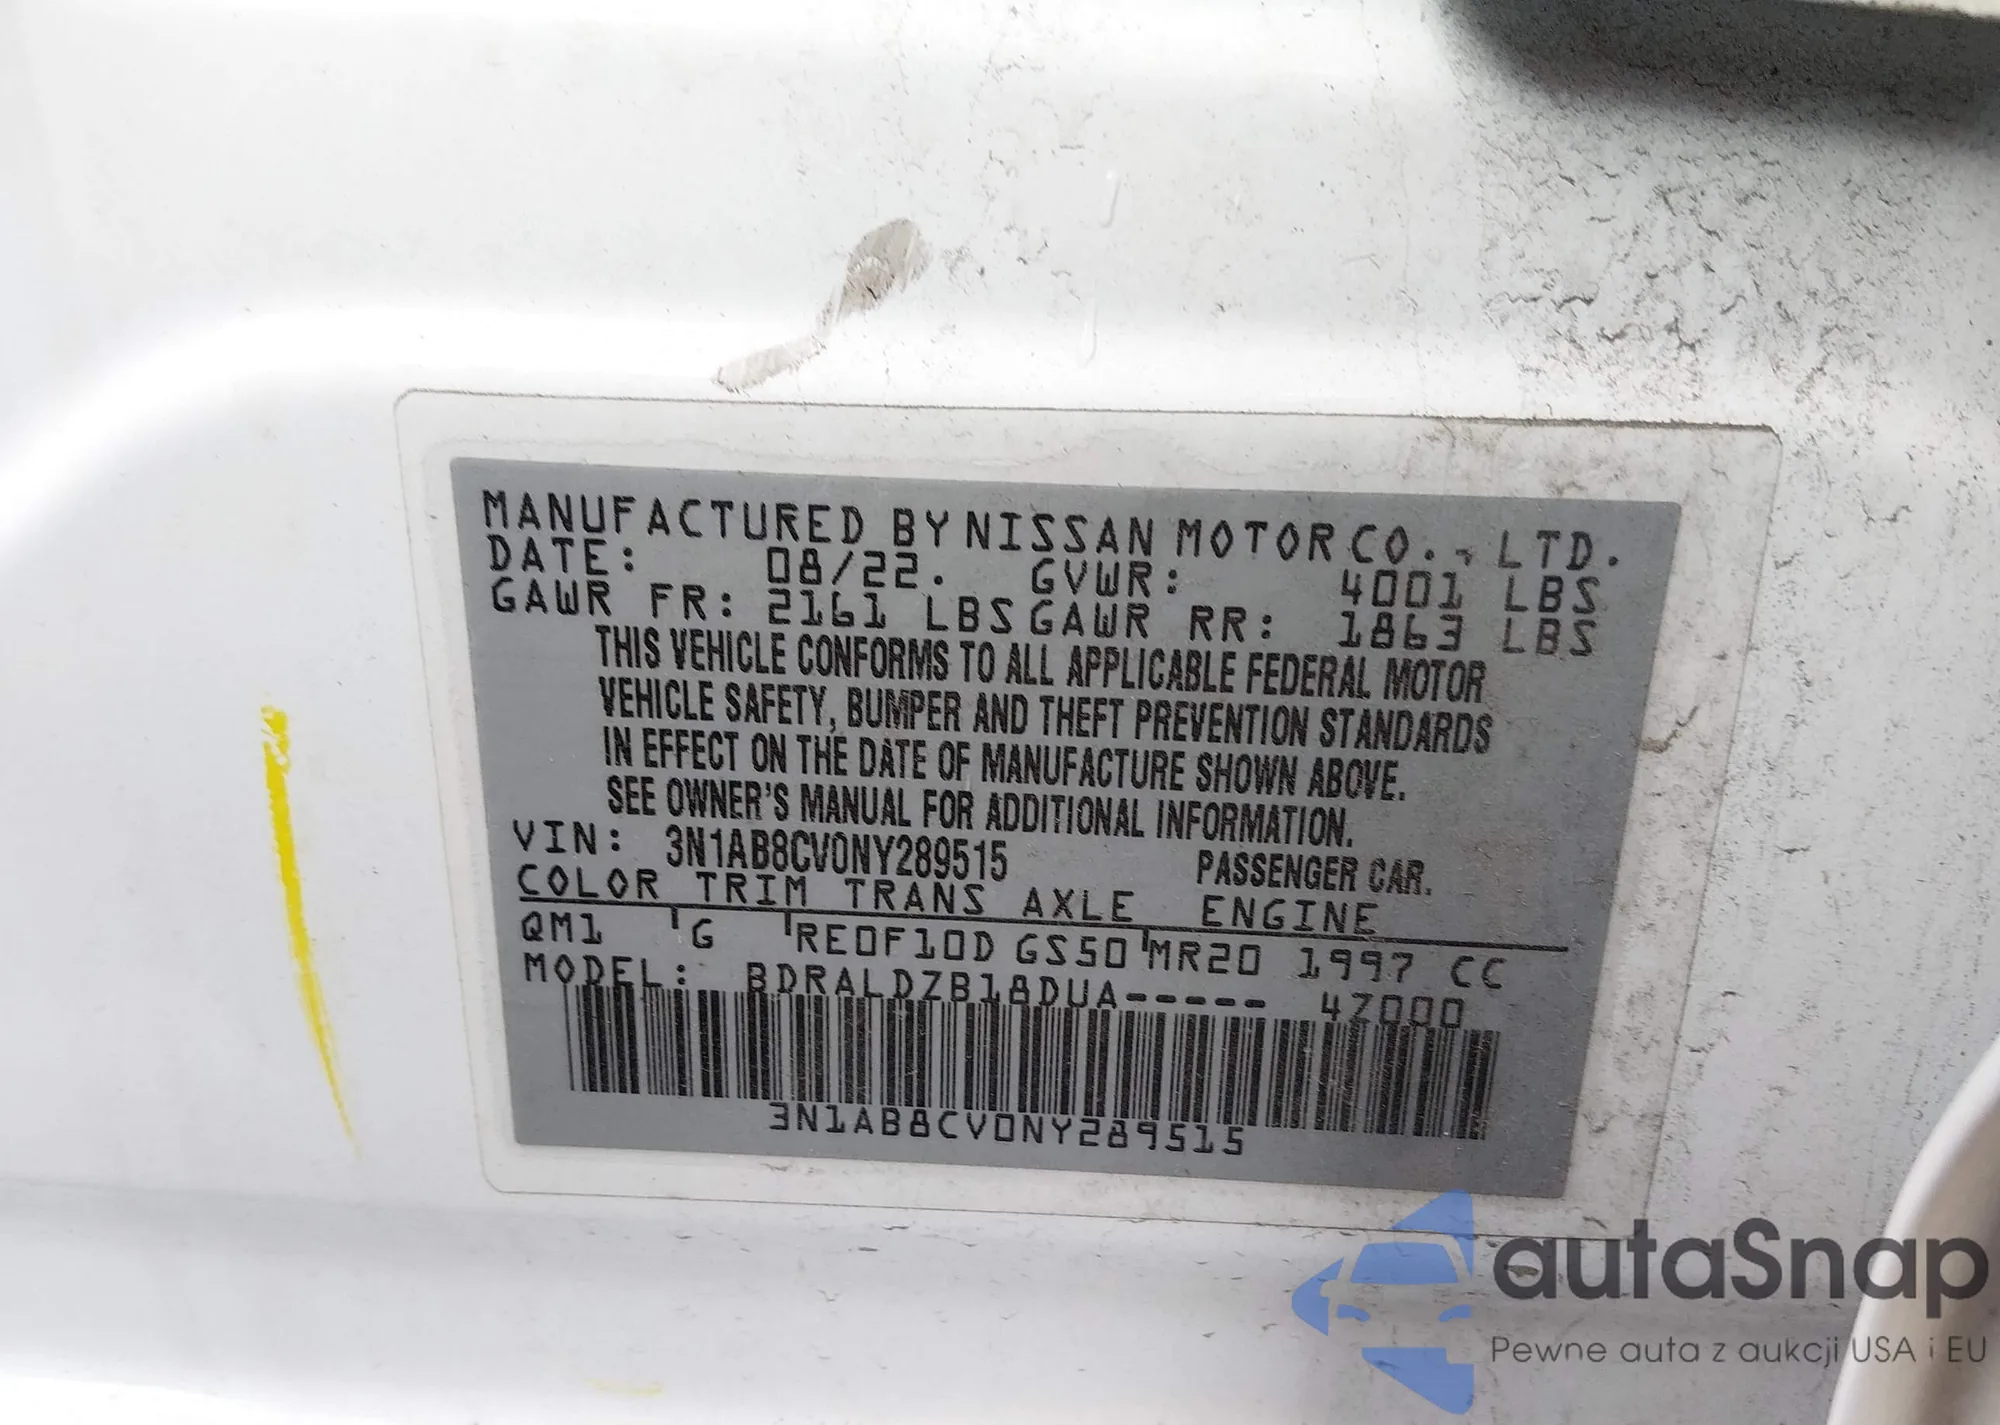 MANUFACTURED BY NISSAN MOTOR CO., LTD.
DATE: 08/22. GVWR: 4001 LBS
GAWR FR: 2161 LBS GAWR RR: 1863 LBS
THIS VEHICLE CONFORMS TO ALL APPLICABLE FEDERAL MOTOR
VEHICLE SAFETY, BUMPER AND THEFT PREVENTION STANDARDS
IN EFFECT ON THE DATE OF MANUFACTURE SHOWN ABOVE.
SEE OWNER'S MANUAL FOR ADDITIONAL INFORMATION.
VIN: 3N1AB8CV0NY289515 PASSENGER CAR.
COLOR TRIM TRANS AXLE ENGINE
QM1 G RE0F10D GS50 MR20 1997 CC
MODEL: BDRALDZB18DUA----- 4Z000
3N1AB8CV0NY289515
autaSnap
Pewne auta z aukcji USA i EU